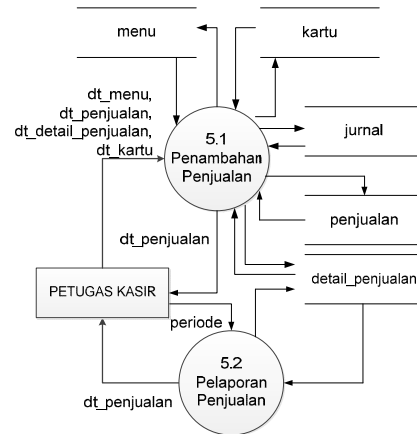 menu
kartu
dt_menu,
dt_penjualan,
dt_detail_penjualan,
dt_kartu
5.1
Penambahan
Penjualan
jurnal
penjualan
dt_penjualan
detail_penjualan
PETUGAS KASIR
periode
5.2
Pelaporan
Penjualan
dt_penjualan